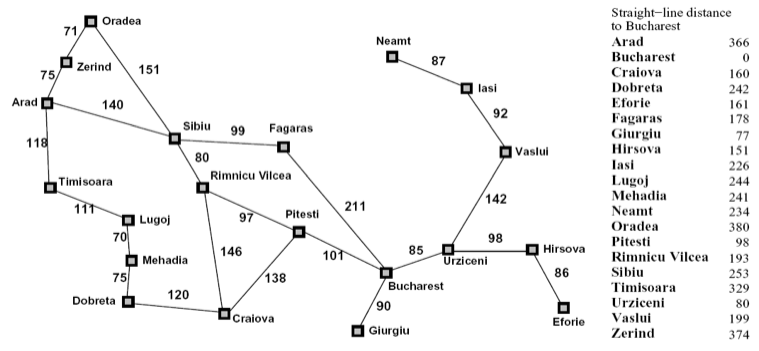 Oradea
71
Zerind
75
151
Arad
140
118
Sibiu
99
Fagaras
80
Rimnicu Vilcea
Timisoara
111
Lugoj
70
Mehadia
75
Dobreta
120
146
97
Pitesti
211
138
101
Craiova
Neamt
87
Iasi
92
Vaslui
142
98
Hirsova
85
Urziceni
86
Bucharest
90
Giurgiu
Eforie
Straight−line distance
to Bucharest
Arad 366
Bucharest 0
Craiova 160
Dobreta 242
Eforie 161
Fagaras 178
Giurgiu 77
Hirsova 151
Iasi 226
Lugoj 244
Mehadia 241
Neamt 234
Oradea 380
Pitesti 98
Rimnicu Vilcea 193
Sibiu 253
Timisoara 329
Urziceni 80
Vaslui 199
Zerind 374